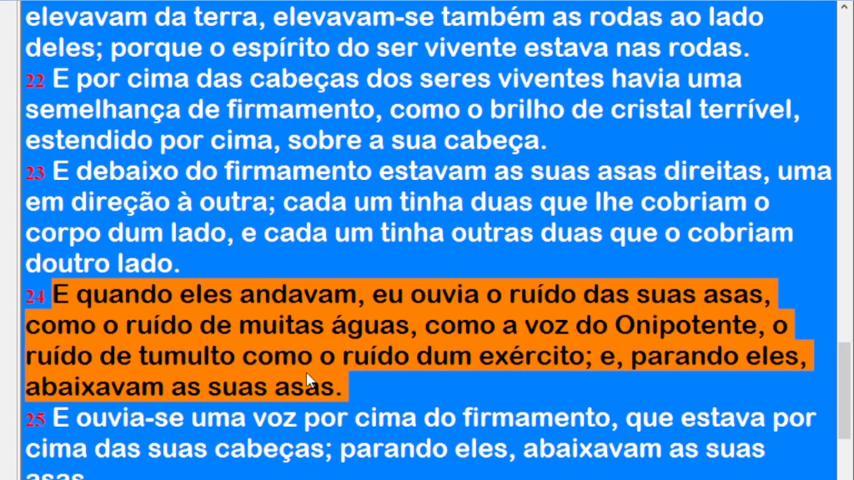 elevavam da terra, elevavam-se também as rodas ao lado
deles; porque o espírito do ser vivente estava nas rodas.
22 E por cima das cabeças dos seres viventes havia uma
semelhança de firmamento, como o brilho de cristal terrível,
estendido por cima, sobre a sua cabeça.
23 E debaixo do firmamento estavam as suas asas direitas, uma
em direção à outra; cada um tinha duas que lhe cobriam o
corpo dum lado, e cada um tinha outras duas que o cobriam
doutro lado.
24 E quando eles andavam, eu ouvia o ruído das suas asas,
como o ruído de muitas águas, como a voz do Onipotente, o
ruído de tumulto como o ruído dum exército; e, parando eles,
abaixavam as suas asas.
25 E ouvia-se uma voz por cima do firmamento, que estava por
cima das suas cabeças; parando eles, abaixavam as suas
asas.